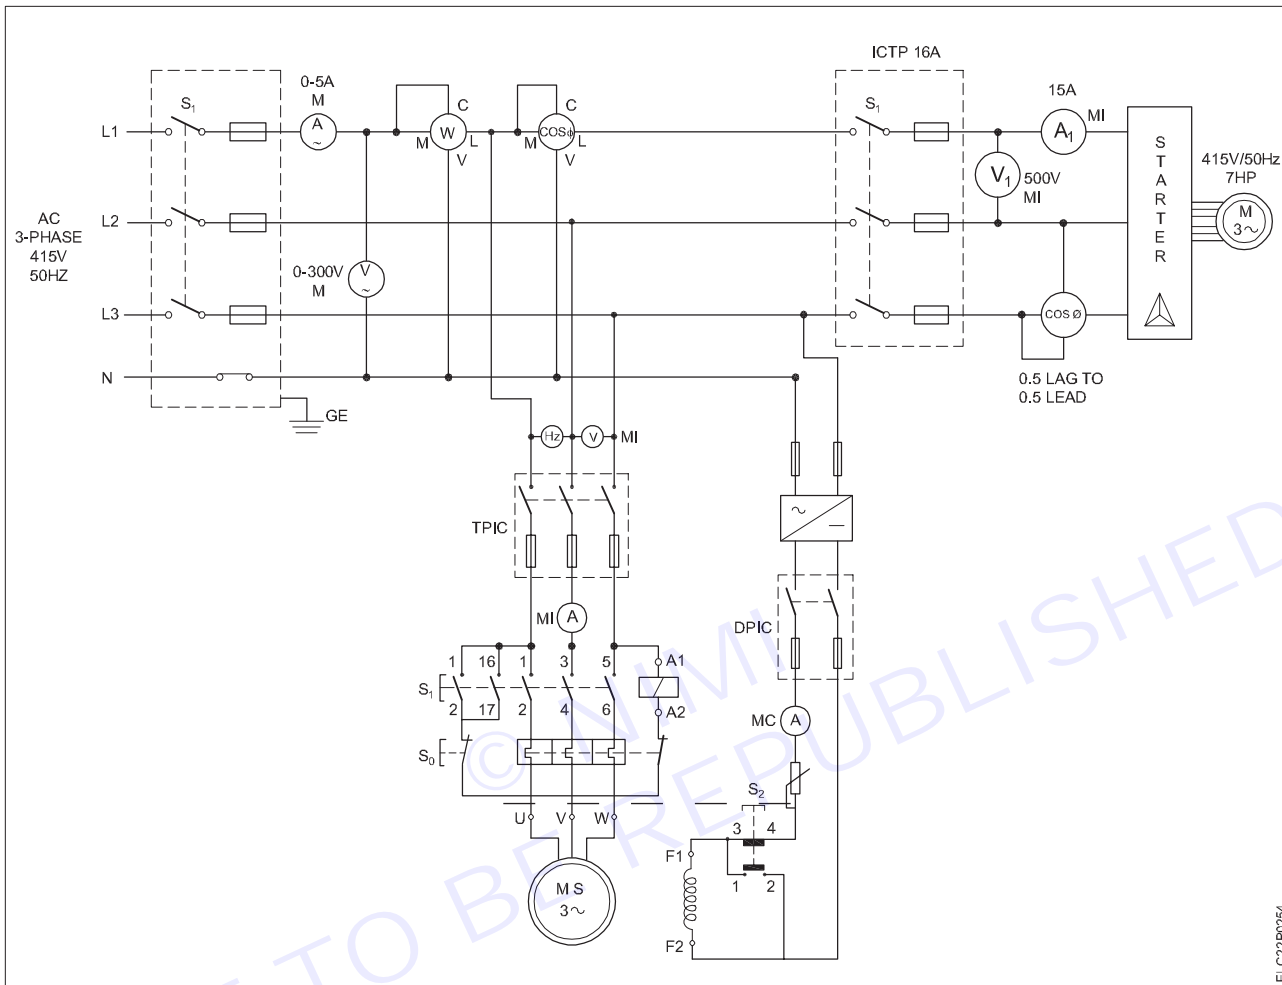 ICTP 16A
0-5A
M
S1
A
~
C
W
M
L
V
C
COSφ
M
L
V
S1
15A
MI
A1
L1
V1
500V
MI
STARTER
415V/50Hz
7HP
M
3~
AC
3-PHASE
415V
50HZ
L2
0-300V
M
V
~
L3
COS Ø
N
0.5 LAG TO
0.5 LEAD
GE
Hz
V
MI
TPIC
~
DPIC
MI
A
1
16
1
3
5
A1
S1
2
17
2
4
6
A2
MC
A
S0
S2
U
V
W
3
4
F1
1
2
MS
3~
F2
© NIMI
TO BE REPUBLISHED